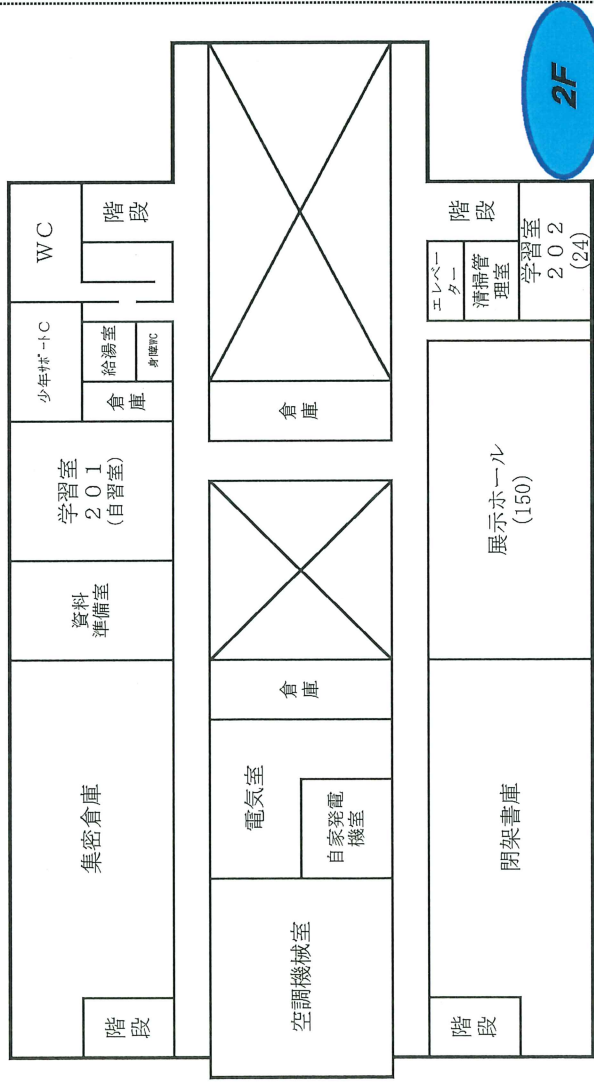 2F
WC
階段
少年サポートC
給湯室
身障WC
倉庫
学習室
201
(自習室)
資料
準備室
集密倉庫
階段
倉庫
倉庫
電気室
自家発電
機室
空調機械室
階段
エレベー
ター
清掃管
理室
学習室
202
(24)
展示ホール
(150)
閉架書庫
階段